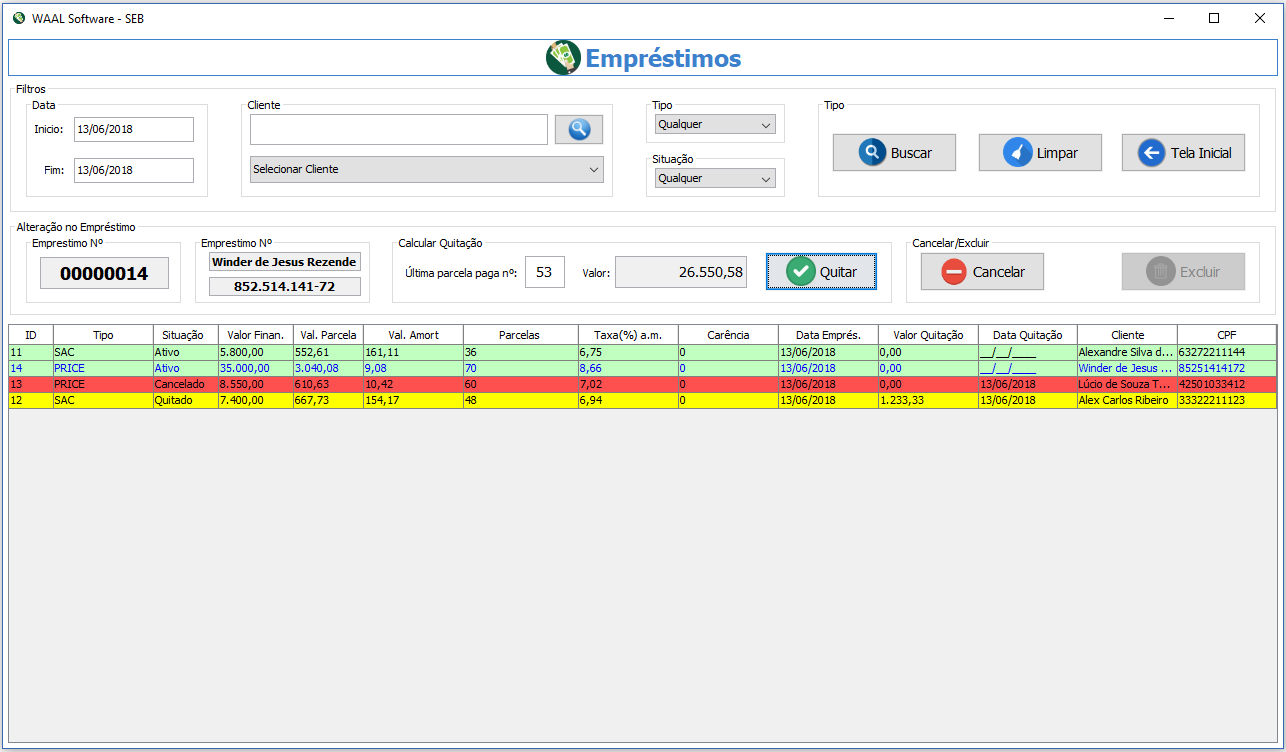 WAAL Software - SEB
Empréstimos
Filtros
Data
Inicio: 13/06/2018
Fim: 13/06/2018
Cliente
Selecionar Cliente
Tipo
Qualquer
Situação
Qualquer
Tipo
Buscar Limpar Tela Inicial
Alteração no Empréstimo
Emprestimo Nº
00000014
Emprestimo Nº
Winder de Jesus Rezende
852.514.141-72
Calcular Quitação
Última parcela paga nº: 53 Valor: 26.550,58 Quitar
Cancelar/Excluir
Cancelar Excluir
ID Tipo Situação Valor Finan. Val. Parcela Val. Amort Parcelas Taxa(%) a.m. Carência Data Emprés. Valor Quitação Data Quitação Cliente CPF
11 SAC Ativo 5.800,00 552,61 161,11 36 6,75 0 13/06/2018 0,00 __/__/____ Alexandre Silva d... 63272211144
14 PRICE Ativo 35.000,00 3.040,08 9,08 70 8,66 0 13/06/2018 0,00 __/__/____ Winder de Jesus ... 85251414172
13 PRICE Cancelado 8.550,00 610,63 10,42 60 7,02 0 13/06/2018 0,00 13/06/2018 Lúcio de Souza T... 42501033412
12 SAC Quitado 7.400,00 667,73 154,17 48 6,94 0 13/06/2018 1.233,33 13/06/2018 Alex Carlos Ribeiro 33322211123